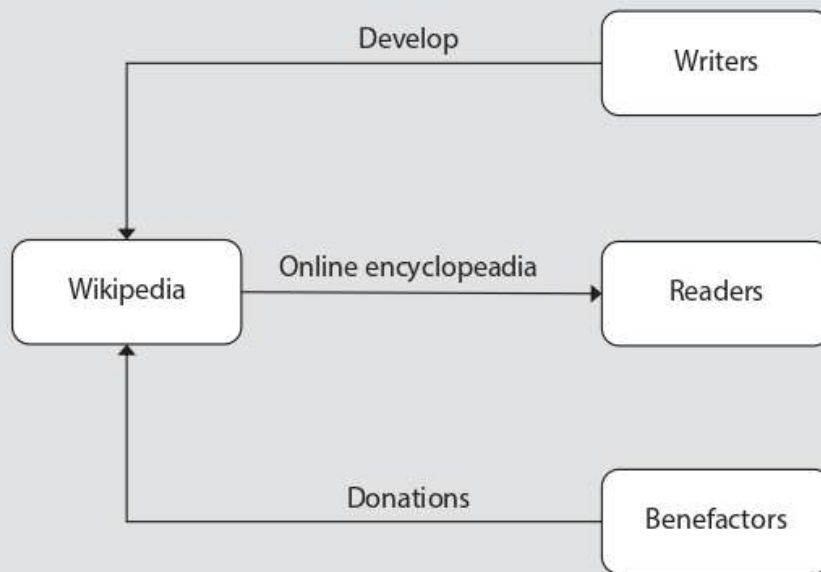 Develop
Writers
Wikipedia
Online encyclopeadia
Readers
Donations
Benefactors